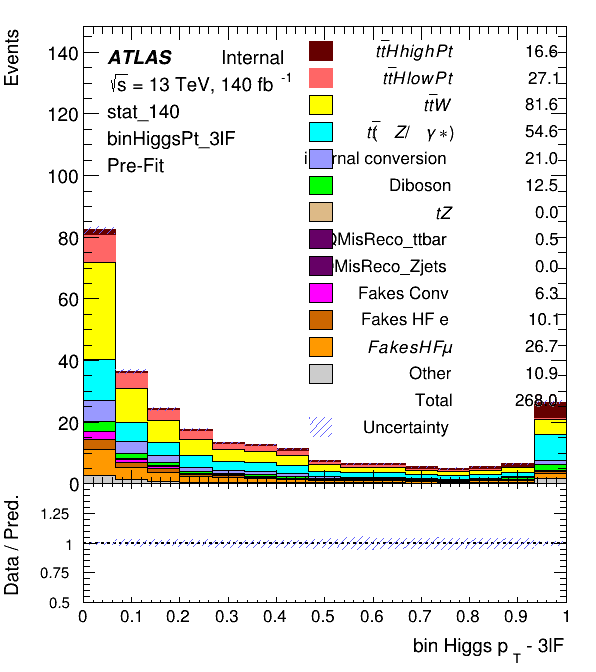 Events
140
120
100
80
60
40
20
0
ATLAS Internal
√s = 13 TeV, 140 fb -1
stat_140
binHiggsPt_3lF
Pre-Fit
tt̄HhighPt 16.6
tt̄HlowPt 27.1
tt̄W 81.6
tt̄( Z/ γ*) 54.6
internal conversion 21.0
Diboson 12.5
tZ 0.0
QMisReco_ttbar 0.5
QMisReco_Zjets 0.0
Fakes Conv 6.3
Fakes HF e 10.1
FakesHFμ 26.7
Other 10.9
Total 268.0
Uncertainty
Data / Pred.
1.25
1
0.75
0.5
0 0.1 0.2 0.3 0.4 0.5 0.6 0.7 0.8 0.9 1
bin Higgs p T - 3lF